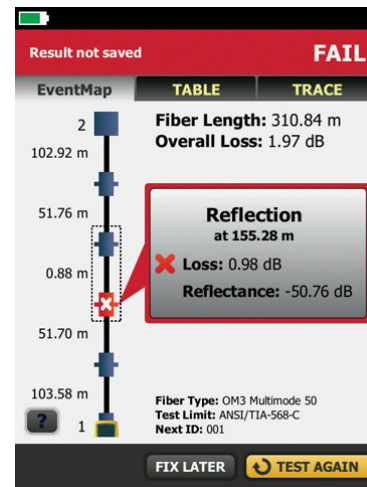 Result not saved
FAIL
EventMap
TABLE
TRACE
2
Fiber Length: 310.84 m
102.92 m
Overall Loss: 1.97 dB
51.76 m
Reflection
at 155.28 m
Loss: 0.98 dB
0.88 m
Reflectance: -50.76 dB
51.70 m
103.58 m
Fiber Type: OM3 Multimode 50
Test Limit: ANSI/TIA-568-C
? 1
Next ID: 001
FIX LATER
TEST AGAIN